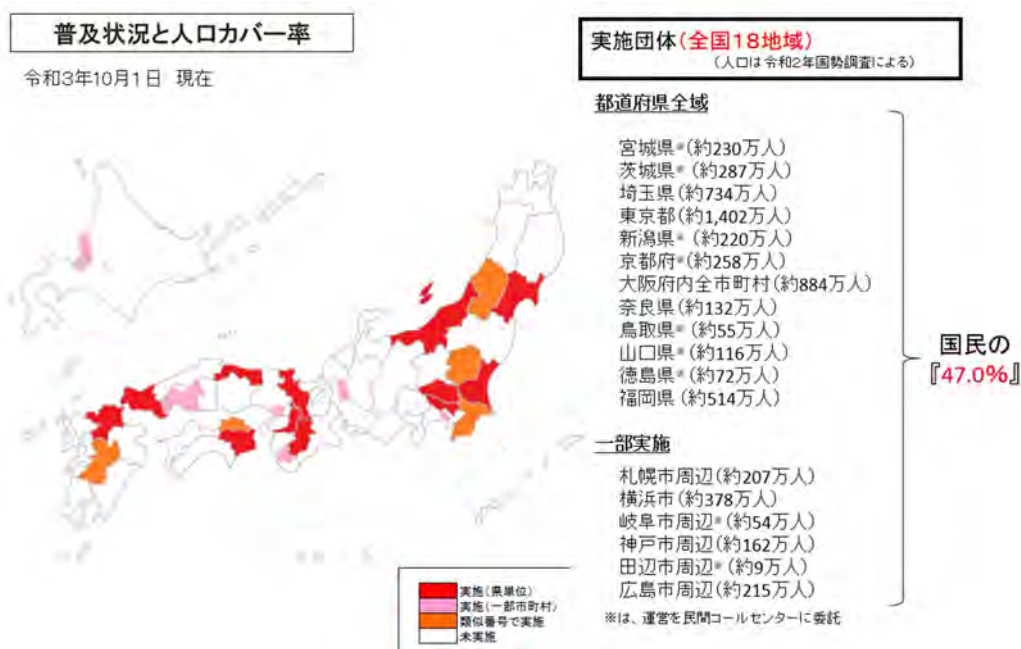 普及状況と人口カバー率
令和3年10月1日 現在
実施団体(全国18地域)
(人口は令和2年国勢調査による)
都道府県全域
宮城県※(約230万人)
茨城県※(約287万人)
埼玉県(約734万人)
東京都(約1,402万人)
新潟県※(約220万人)
京都府※(約258万人)
大阪府内全市町村(約884万人)
奈良県(約132万人)
鳥取県※(約55万人)
山口県※(約116万人)
徳島県※(約72万人)
福岡県(約514万人)
国民の
『47.0%』
一部実施
札幌市周辺(約207万人)
横浜市(約378万人)
岐阜市周辺※(約54万人)
神戸市周辺(約162万人)
田辺市周辺※(約9万人)
広島市周辺(約215万人)
※は、運営を民間コールセンターに委託
実施(県単位)
実施(一部市町村)
類似番号で実施
未実施